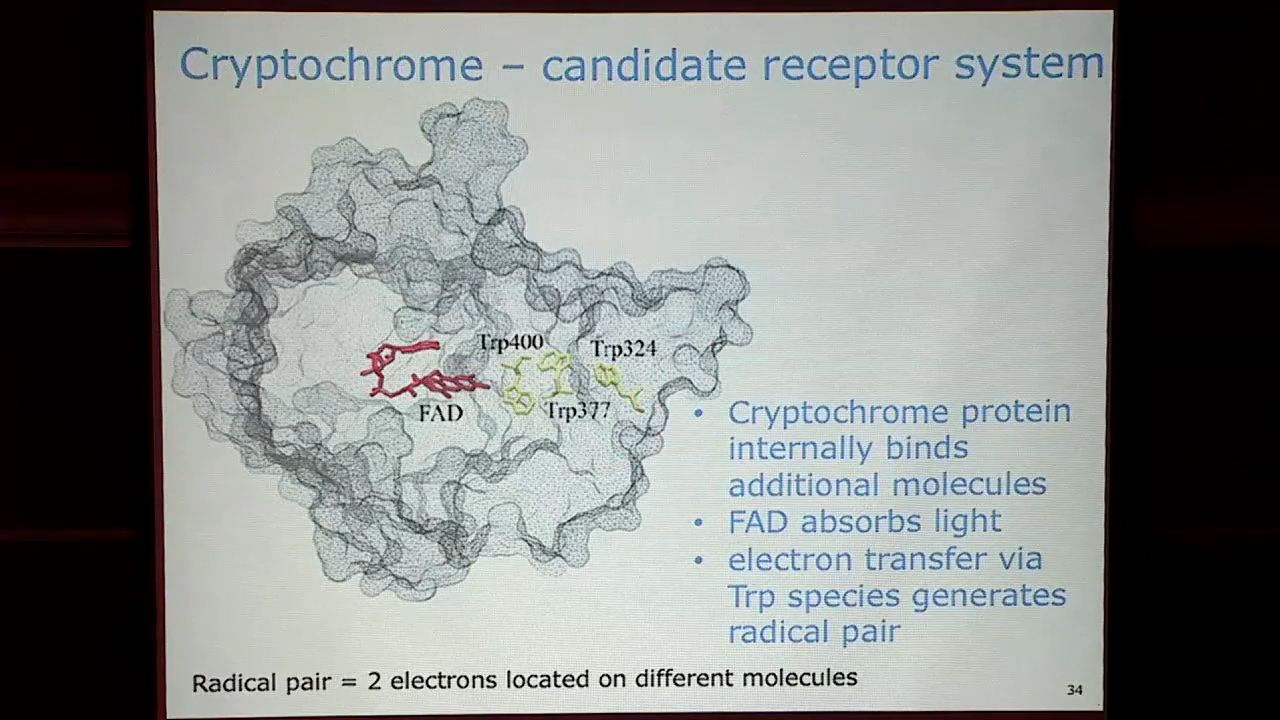 Cryptochrome – candidate receptor system
Trp400
Trp324
FAD
Trp377
• Cryptochrome protein
internally binds
additional molecules
• FAD absorbs light
• electron transfer via
Trp species generates
radical pair
Radical pair = 2 electrons located on different molecules
34